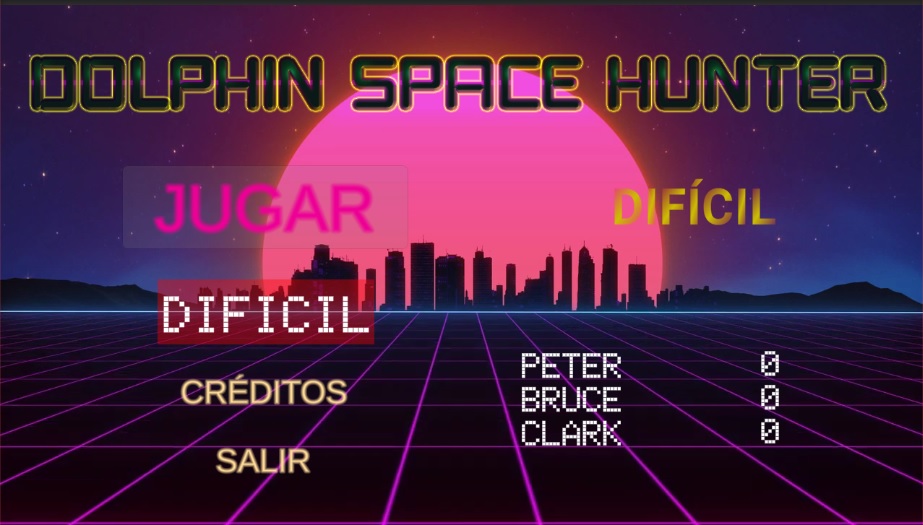 DOLPHIN SPACE HUNTER
JUGAR
DIFÍCIL
DIFICIL
CRÉDITOS
SALIR
PETER 0
BRUCE 0
CLARK 0